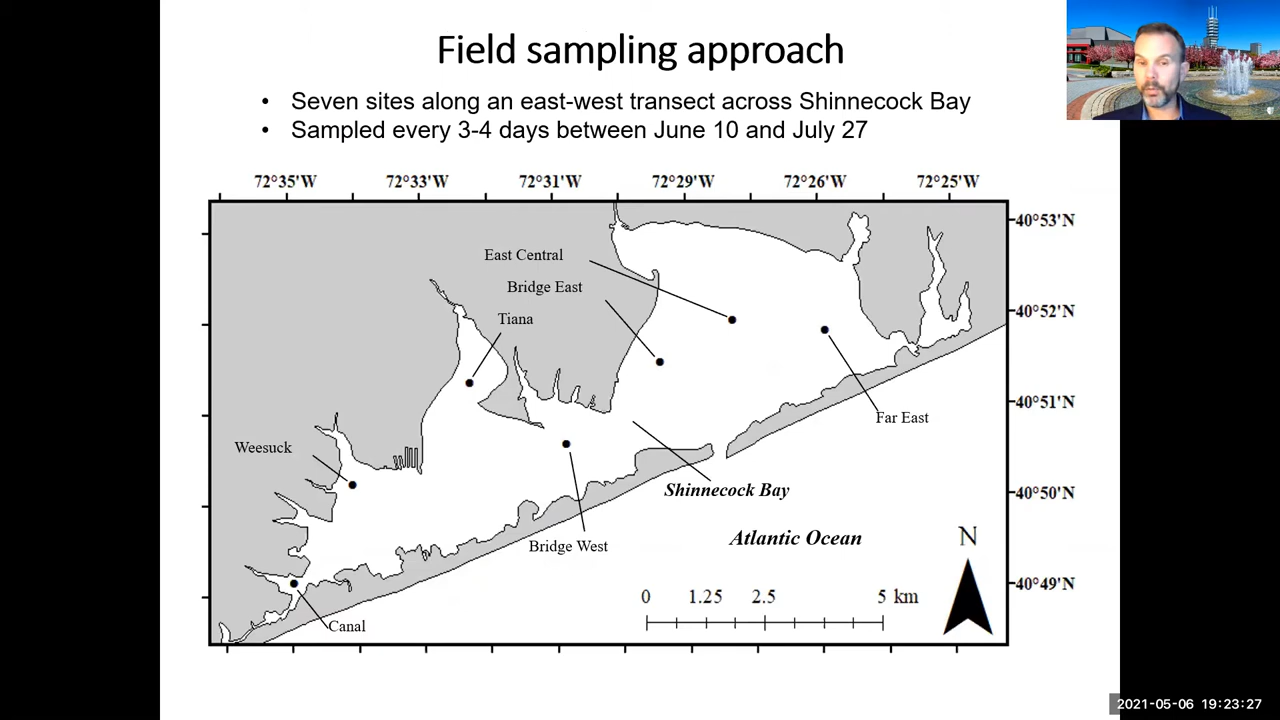 Field sampling approach
• Seven sites along an east-west transect across Shinnecock Bay
• Sampled every 3-4 days between June 10 and July 27
72°35'W 72°33'W 72°31'W 72°29'W 72°26'W 72°25'W
40°53'N
East Central
Bridge East
40°52'N
Tiana
40°51'N
Far East
Weesuck
Shinnecock Bay
40°50'N
Atlantic Ocean
N
Bridge West
40°49'N
0 1.25 2.5 5 km
Canal
2021-05-06 19:23:27